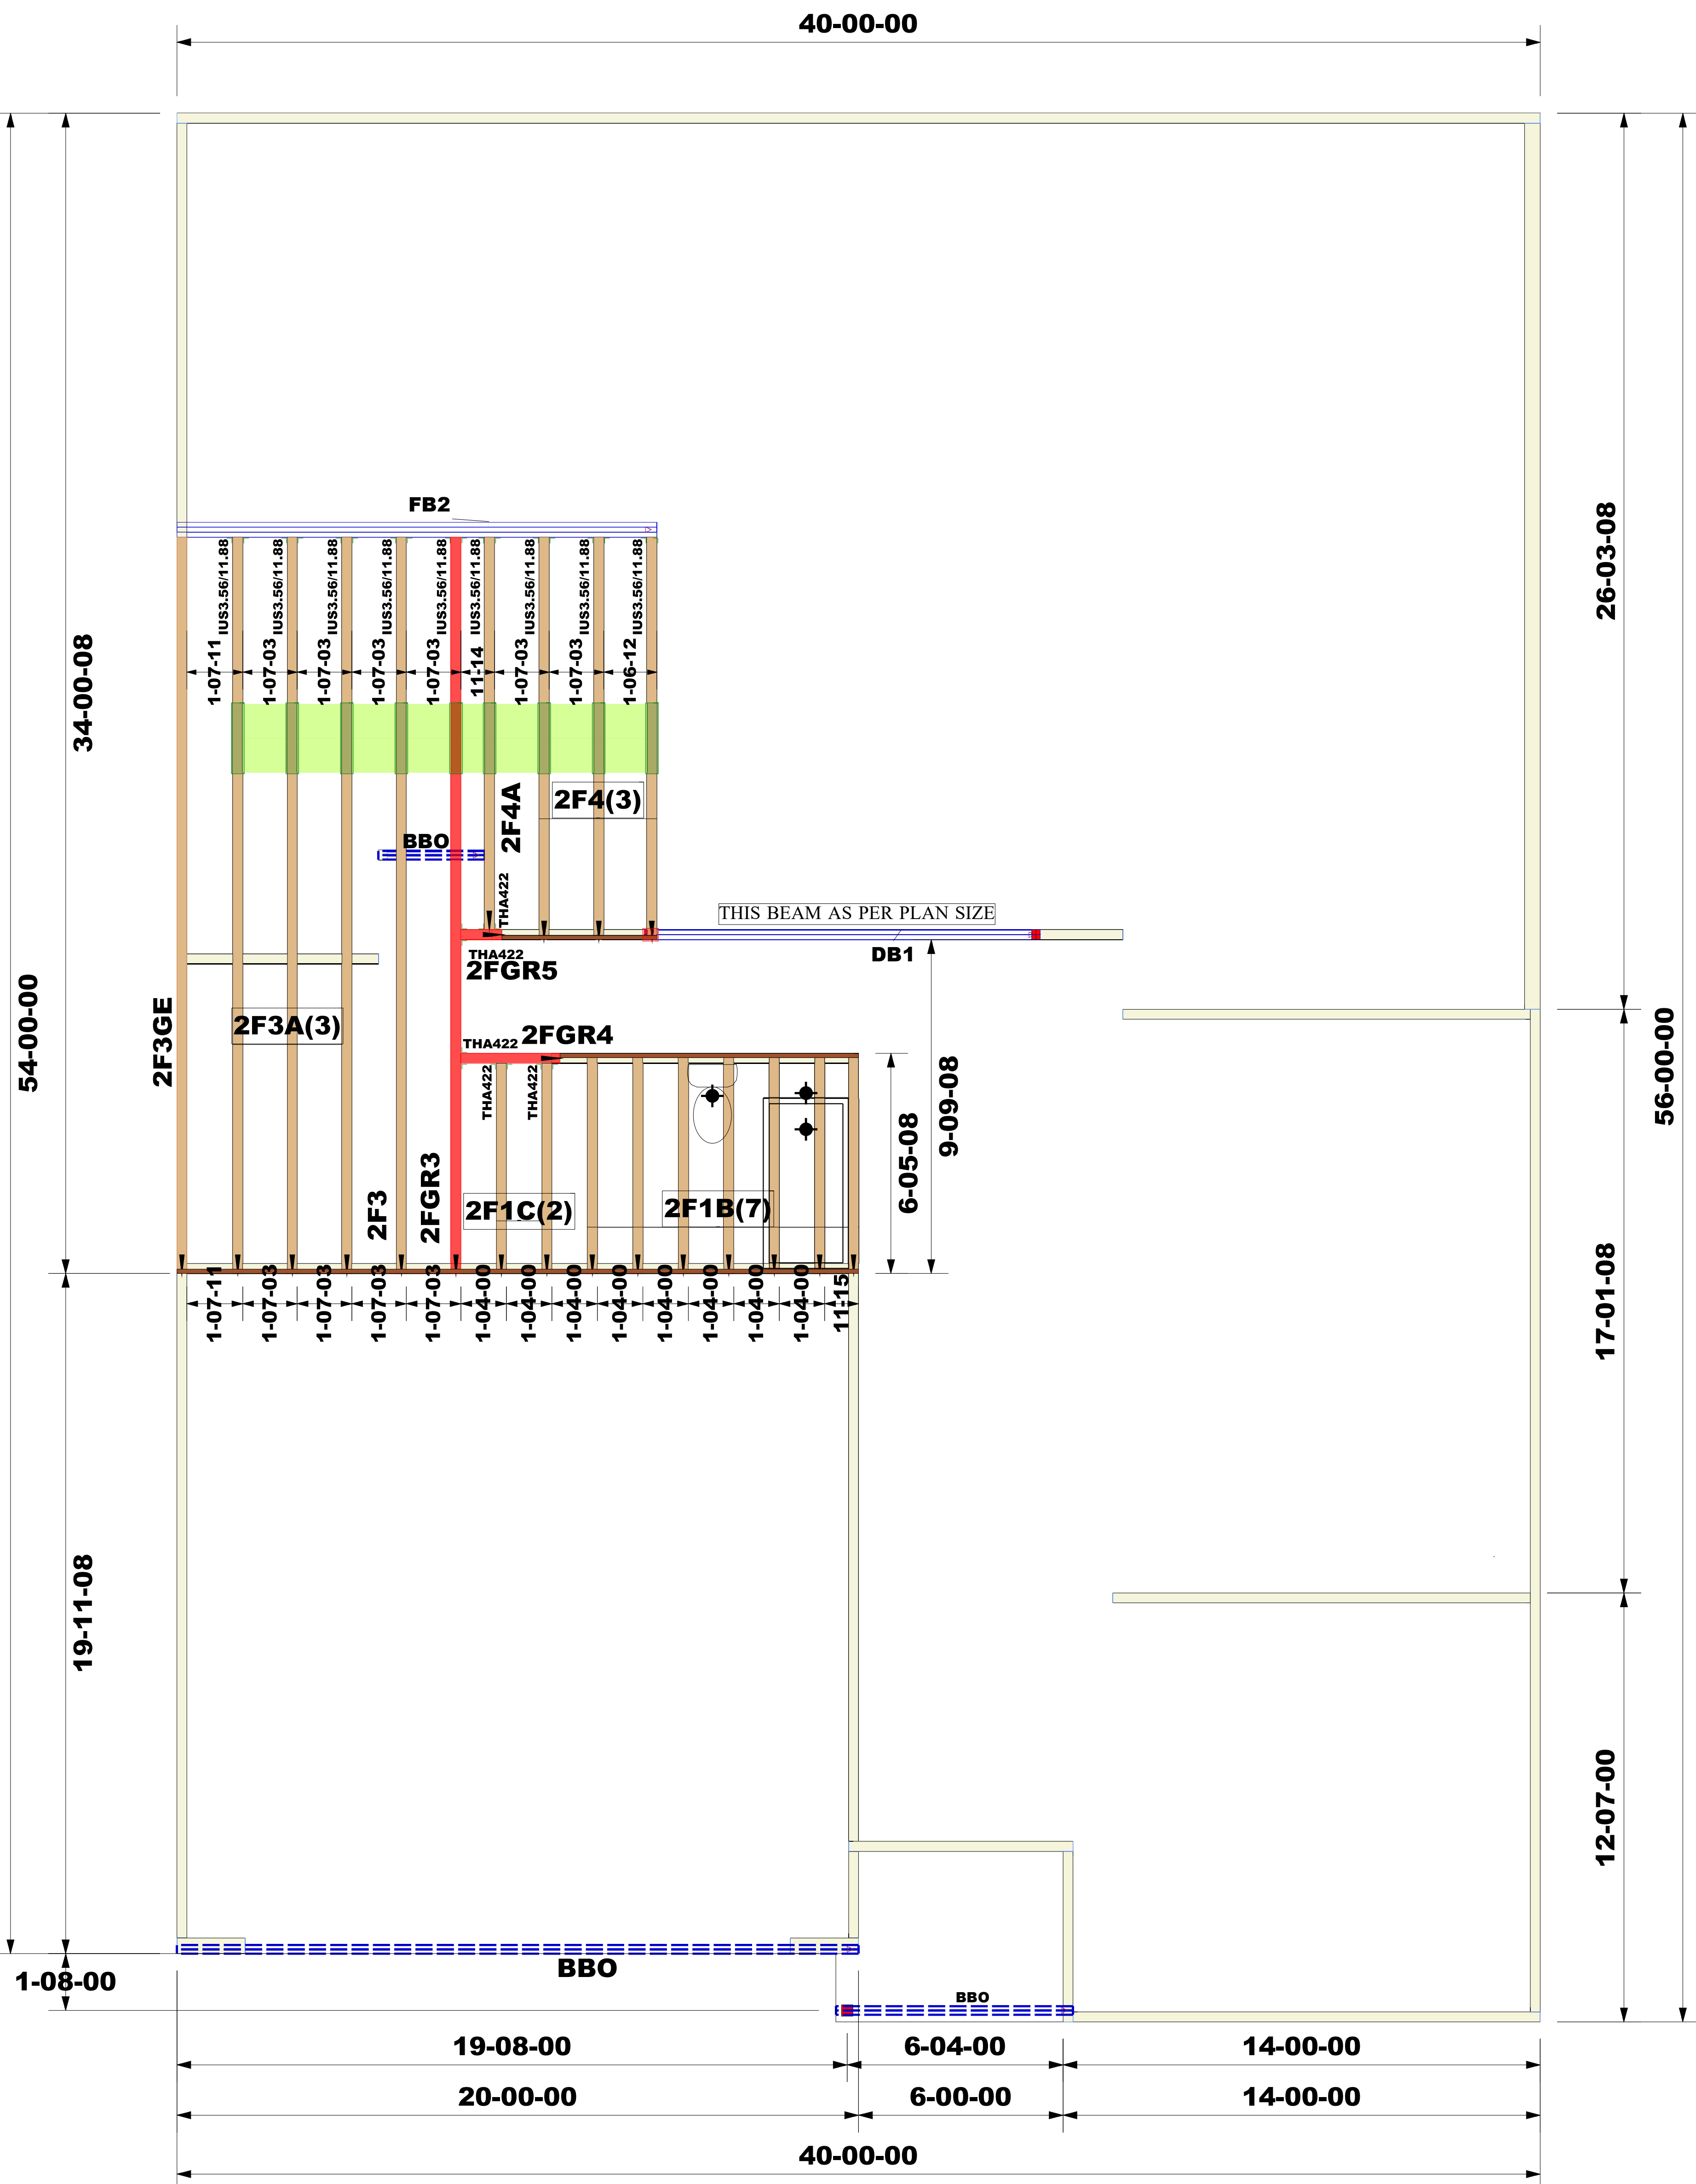 40-00-00
FB2
IUS3.56/11.88
IUS3.56/11.88
IUS3.56/11.88
IUS3.56/11.88
IUS3.56/11.88
IUS3.56/11.88
IUS3.56/11.88
IUS3.56/11.88
IUS3.56/11.88
1-07-11
1-07-03
1-07-03
1-07-03
1-07-03
11-14
1-07-03
1-07-03
1-06-12
34-00-08
26-03-08
2F4A
2F4(3)
BBO
THA422
THIS BEAM AS PER PLAN SIZE
DB1
THA422
2FGR5
2F3GE
2F3A(3)
THA422
2FGR4
THA422
THA422
54-00-00
56-00-00
9-09-08
6-05-08
2F3
2FGR3
2F1C(2)
2F1B(7)
1-07-11
1-07-03
1-07-03
1-07-03
1-07-03
1-04-00
1-04-00
1-04-00
1-04-00
1-04-00
1-04-00
1-04-00
1-04-00
11-15
17-01-08
19-11-08
12-07-00
BBO
1-08-00
BBO
19-08-00
6-04-00
14-00-00
20-00-00
6-00-00
14-00-00
40-00-00